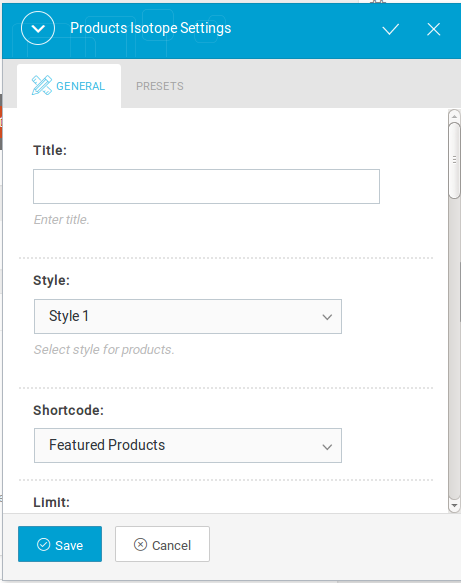 Products Isotope Settings
GENERAL
PRESETS
Title:
Enter title.
Style:
Style 1
Select style for products.
Shortcode:
Featured Products
Limit:
Save
Cancel